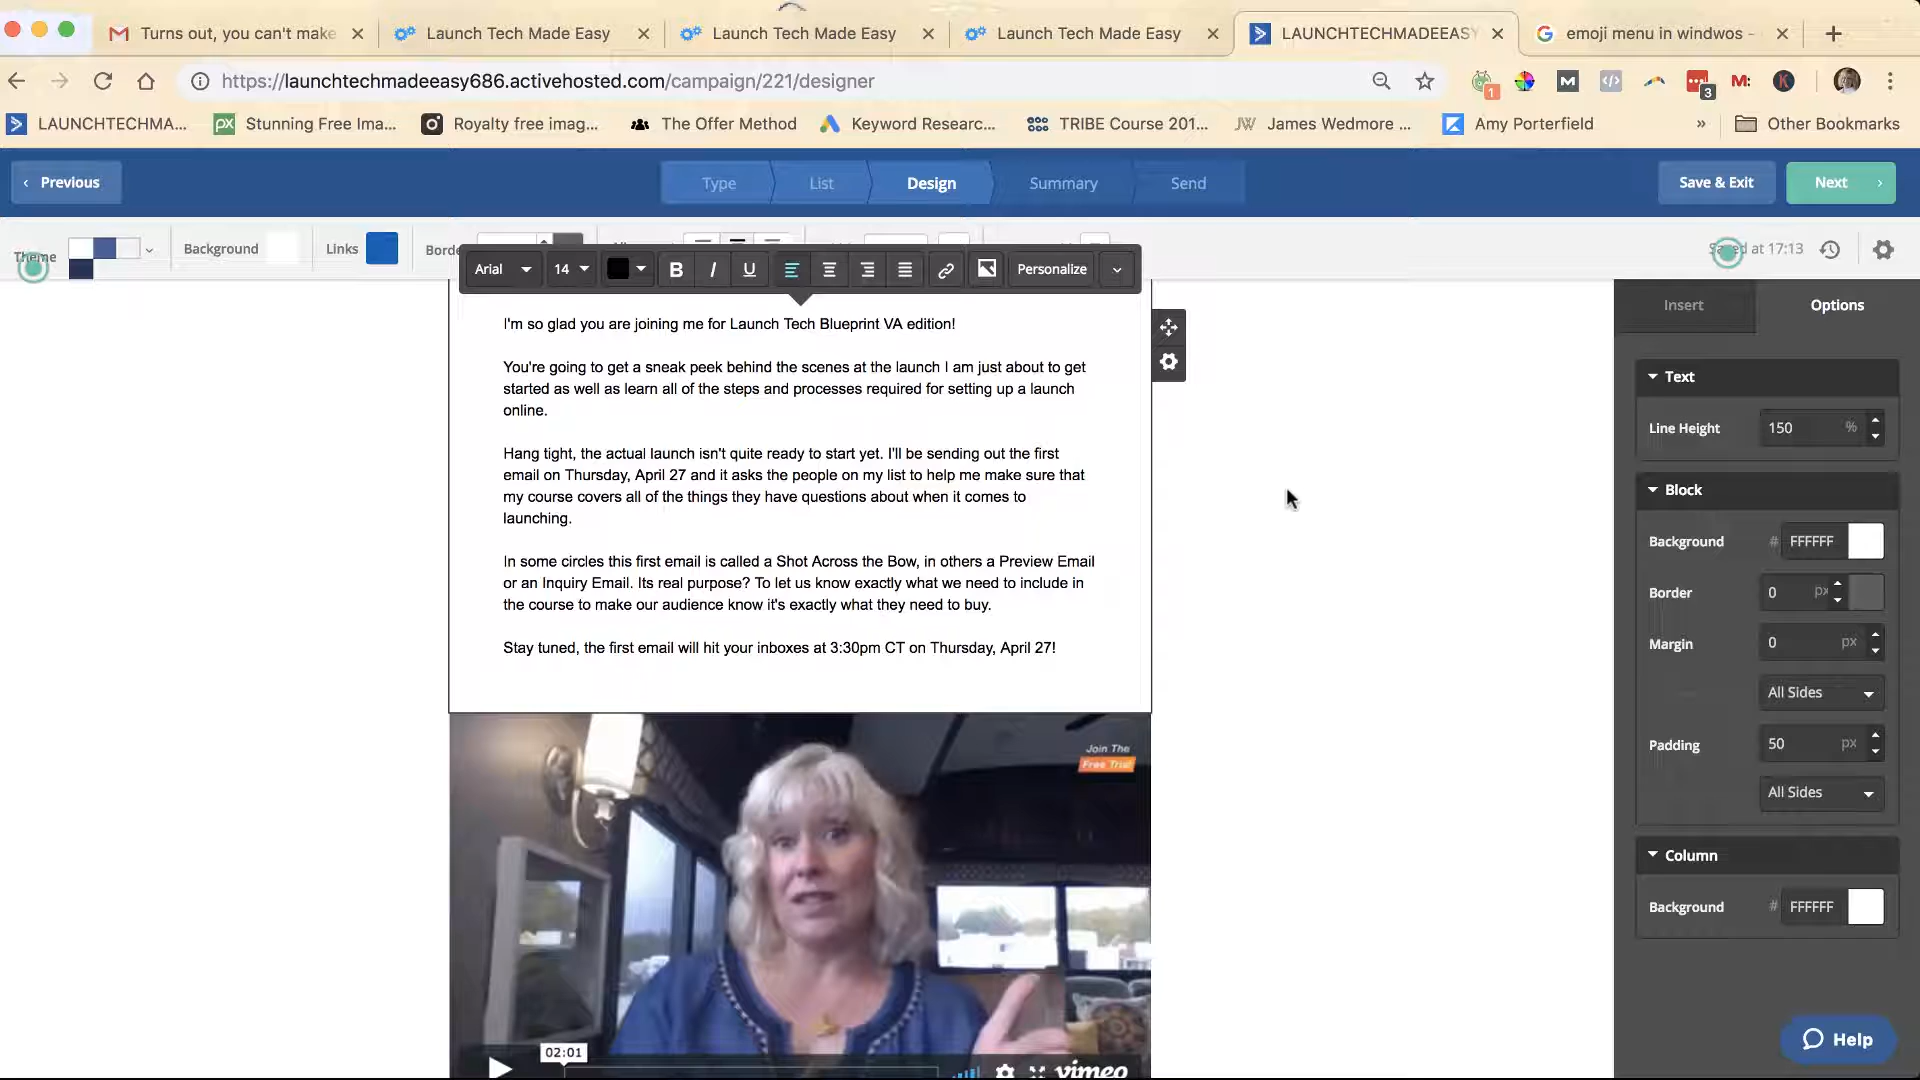 Turns out, you can't make
Launch Tech Made Easy
Launch Tech Made Easy
Launch Tech Made Easy
LAUNCHTECHMADEEASY
emoji menu in windwos -
https://launchtechmadeeasy686.activehosted.com/campaign/221/designer
1
3
LAUNCHTECHMA...
Stunning Free Ima...
Royalty free imag...
The Offer Method
Keyword Researc...
TRIBE Course 201...
James Wedmore ...
Amy Porterfield
»
Other Bookmarks
Previous
Type
List
Design
Summary
Send
Save & Exit
Next
Theme
Background
Links
Borde
at 17:13
Arial
14
B
I
U
Personalize
I'm so glad you are joining me for Launch Tech Blueprint VA edition!
You're going to get a sneak peek behind the scenes at the launch I am just about to get
started as well as learn all of the steps and processes required for setting up a launch
online.
Hang tight, the actual launch isn't quite ready to start yet. I'll be sending out the first
email on Thursday, April 27 and it asks the people on my list to help me make sure that
my course covers all of the things they have questions about when it comes to
launching.
In some circles this first email is called a Shot Across the Bow, in others a Preview Email
or an Inquiry Email. Its real purpose? To let us know exactly what we need to include in
the course to make our audience know it's exactly what they need to buy.
Stay tuned, the first email will hit your inboxes at 3:30pm CT on Thursday, April 27!
Join The
Free Trial
02:01
vimeo
Insert
Options
Text
Line Height
150
%
Block
Background
# FFFFFF
Border
0 px
Margin
0 px
All Sides
Padding
50 px
All Sides
Column
Background
# FFFFFF
Help